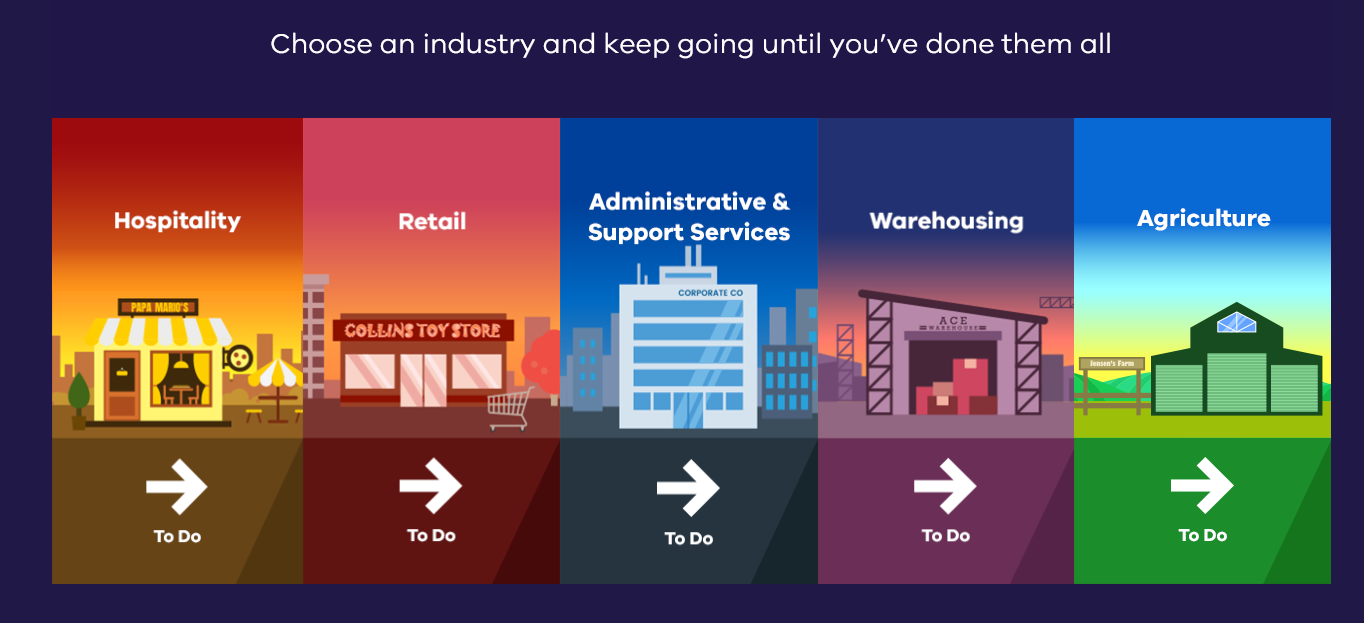 Choose an industry and keep going until you've done them all
Hospitality
Retail
Administrative &
Support Services
Warehousing
Agriculture
PAPA MARIO'S
COLLINS TOY STORE
CORPORATE CO
ACE
WAREHOUSE
Jensen's Farm
To Do
To Do
To Do
To Do
To Do